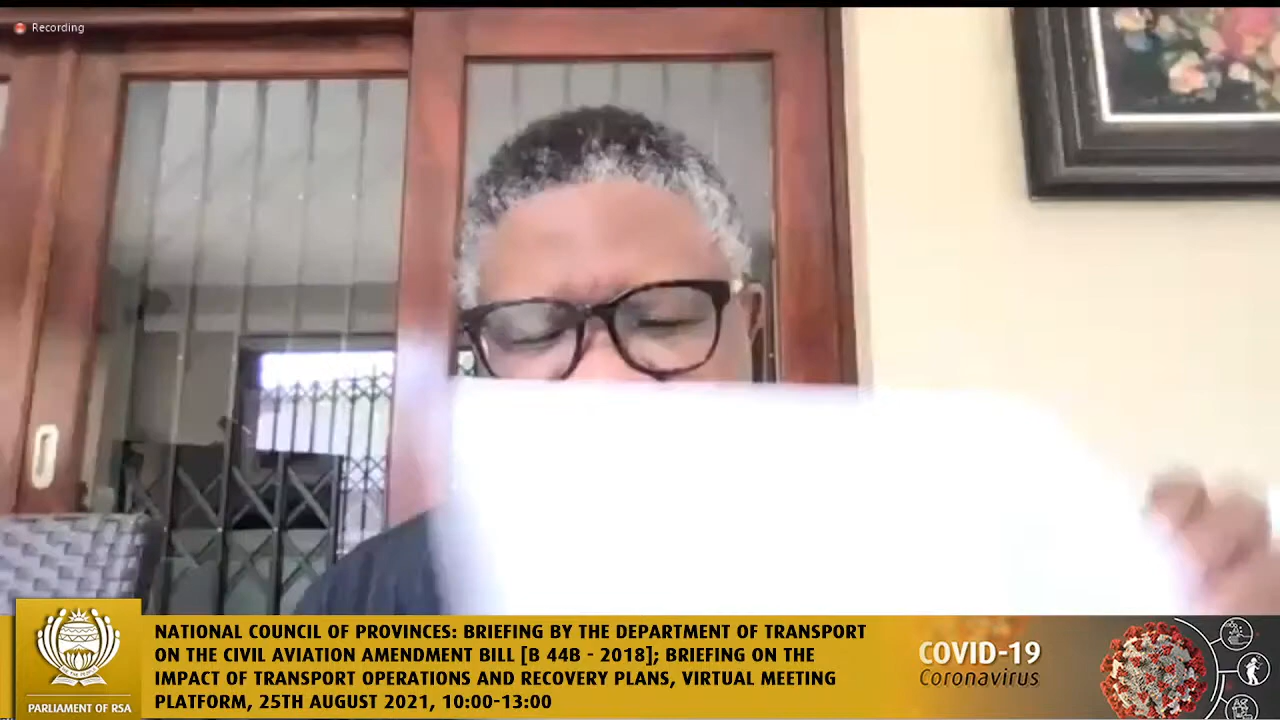 Recording
NATIONAL COUNCIL OF PROVINCES: BRIEFING BY THE DEPARTMENT OF TRANSPORT
ON THE CIVIL AVIATION AMENDMENT BILL [B 44B - 2018]; BRIEFING ON THE
IMPACT OF TRANSPORT OPERATIONS AND RECOVERY PLANS, VIRTUAL MEETING
PLATFORM, 25TH AUGUST 2021, 10:00-13:00
PARLIAMENT OF RSA
COVID-19
Coronavirus